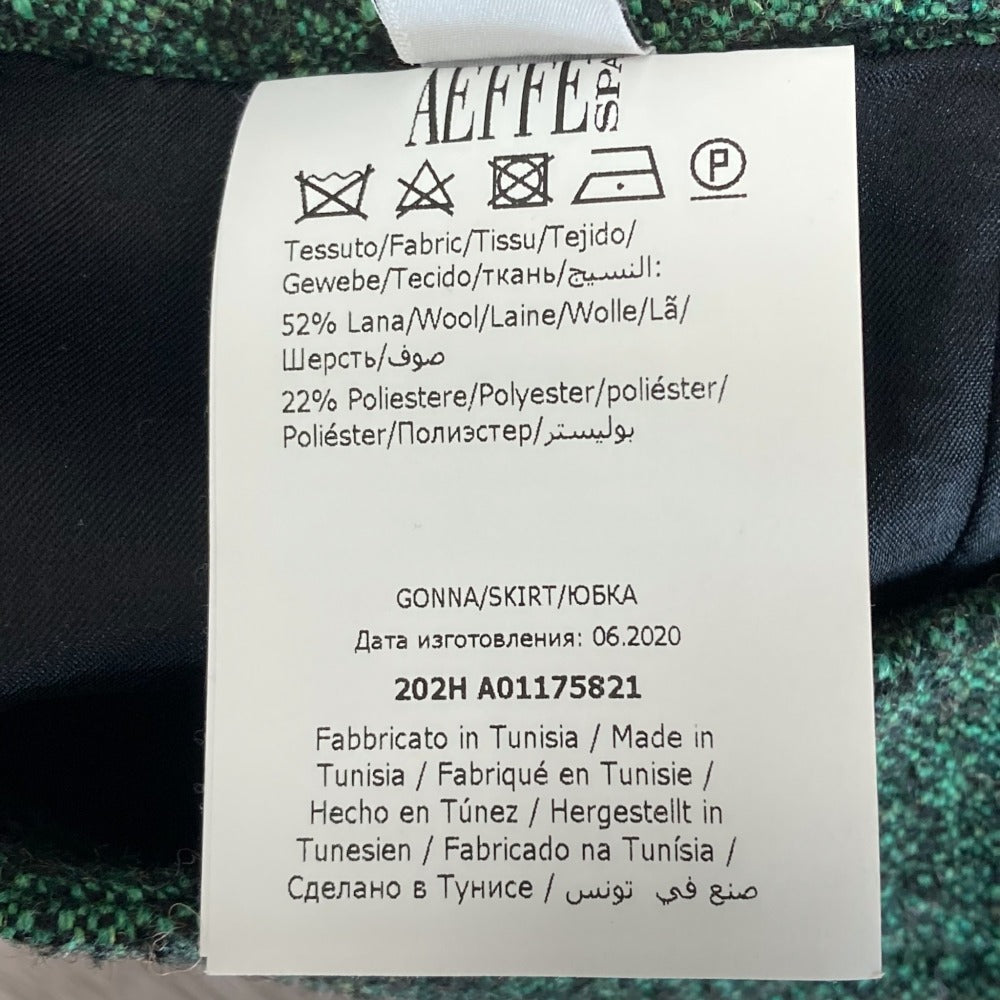 AEFFE SPA
P
Tessuto/Fabric/Tissu/Tejido/
Gewebe/Tecido/ткань/النسيج:
52% Lana/Wool/Laine/Wolle/Lã/
Шерсть/صوف
22% Poliestere/Polyester/poliéster/
Poliéster/Полиэстер/بوليستر
GONNA/SKIRT/ЮБКА
Дата изготовления: 06.2020
202H A01175821
Fabbricato in Tunisia / Made in
Tunisia / Fabriqué en Tunisie /
Hecho en Túnez / Hergestellt in
Tunesien / Fabricado na Tunísia /
Сделано в Тунисе / صنع في تونس